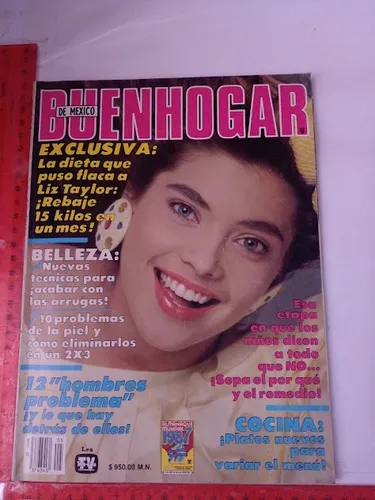 BUENHOGAR
DE MEXICO
EXCLUSIVA:
La dieta que
puso flaca a
Liz Taylor:
¡Rebaje
15 kilos en
un mes!
BELLEZA:
Nuevas
técnicas para
¡acabar con
las arrugas!
10 problemas
de la piel y
cómo eliminarlos
en un 2X3
12 "hombres
problema"
¡y lo que hay
detrás de ellos!
Esa
etapa
en que los
niños dicen
a todo
que NO...
¡Sepa el por qué
y el remedio!
COCINA:
¡Platos nuevos
para
variar el menú!
Lea
TV
$ 950.00 M.N.
1987